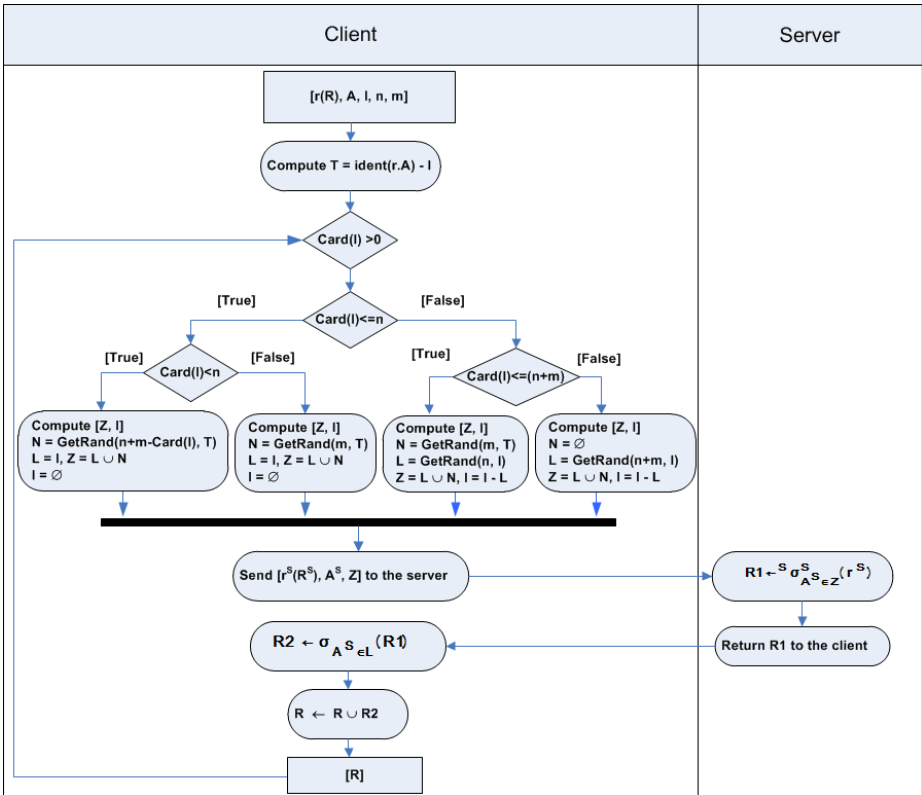 Client
Server
[r(R), A, I, n, m]
Compute T = ident(r.A) - I
Card(I) >0
[True]
[False]
Card(I)<=n
[True]
[False]
[True]
[False]
Card(I)<n
Card(I)<=(n+m)
Compute [Z, I]
N = GetRand(n+m-Card(I), T)
L = I, Z = L ∪ N
I = ∅
Compute [Z, I]
N = GetRand(m, T)
L = I, Z = L ∪ N
I = ∅
Compute [Z, I]
N = GetRand(m, T)
L = GetRand(n, I)
Z = L ∪ N, I = I - L
Compute [Z, I]
N = ∅
L = GetRand(n+m, I)
Z = L ∪ N, I = I - L
Send [r^S(R^S), A^S, Z] to the server
R1←^S σ^S_{A^S∈Z}(r^S)
R2 ← σ_{A^S∈L}(R1)
Return R1 to the client
R ← R ∪ R2
[R]